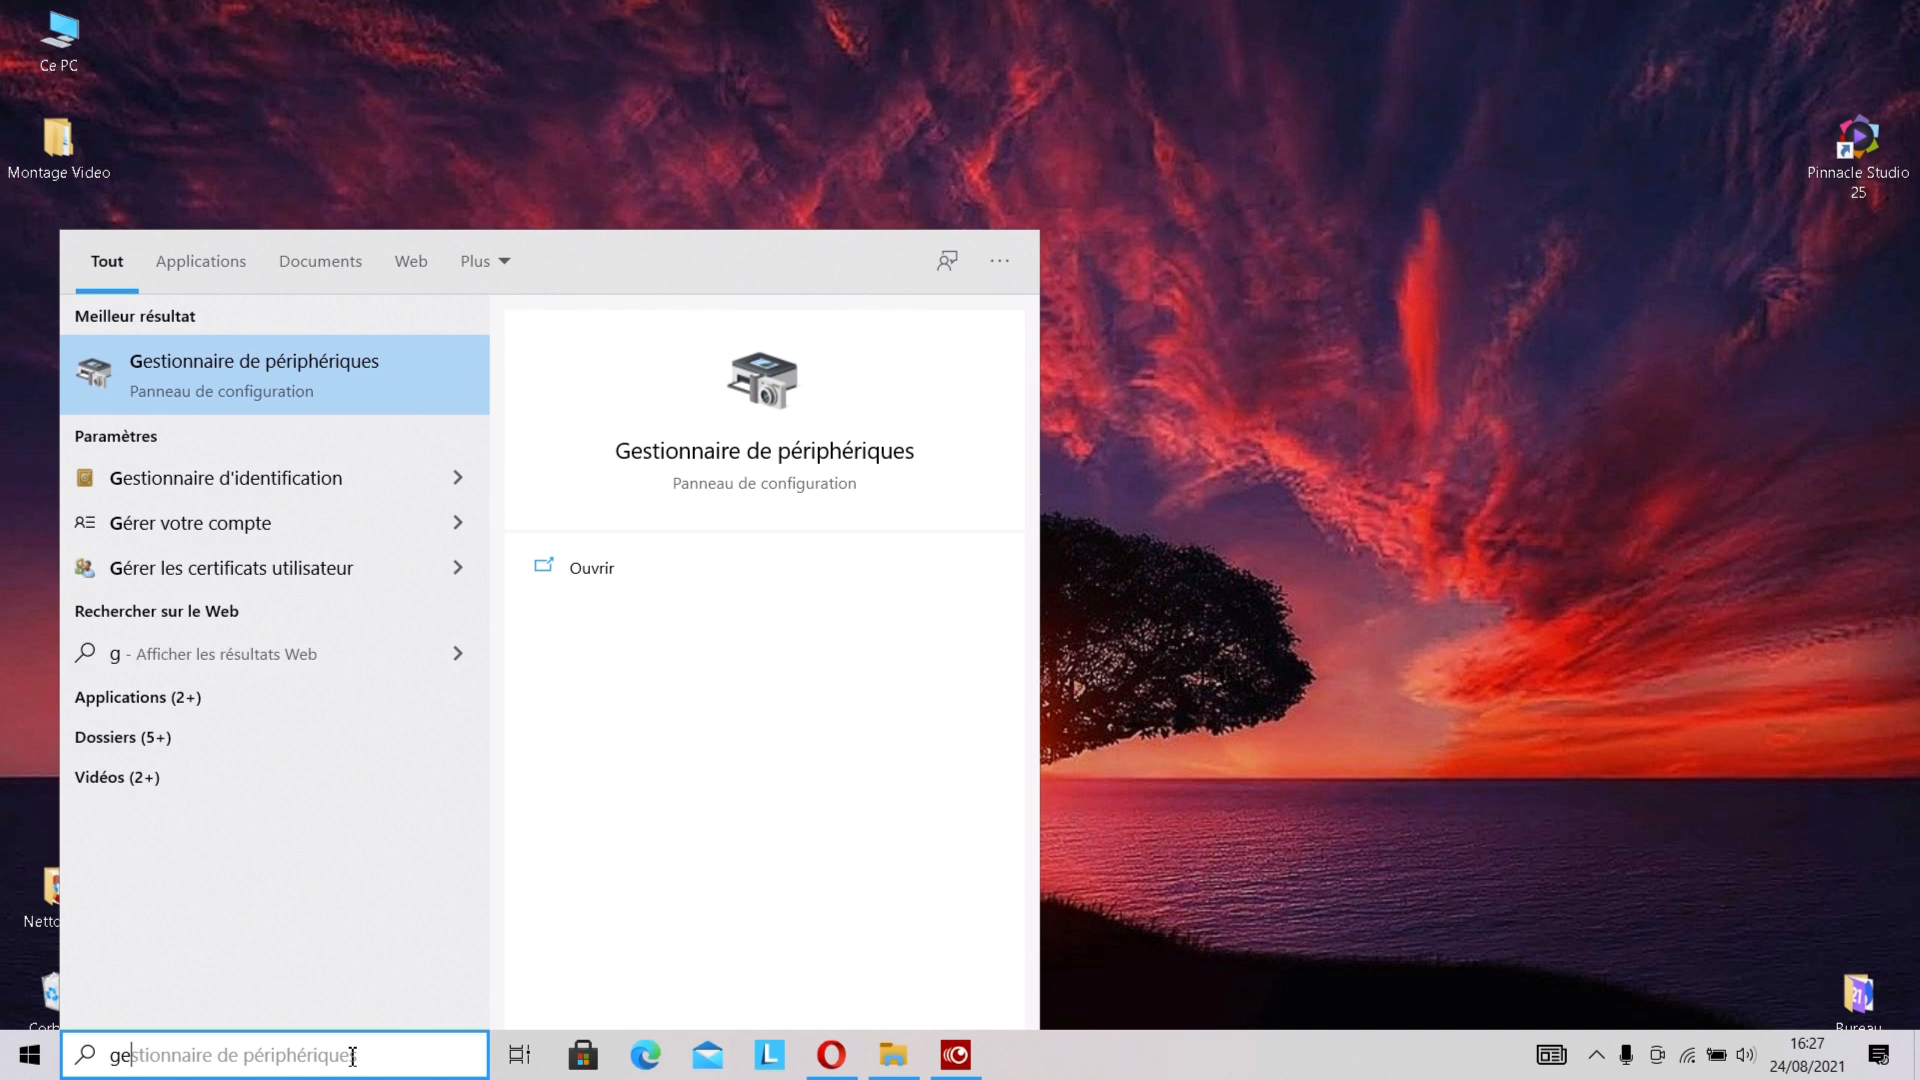 Ce PC
Montage Video
Pinnacle Studio
25
Tout
Applications
Documents
Web
Plus
Meilleur résultat
Gestionnaire de périphériques
Panneau de configuration
Paramètres
Gestionnaire d'identification
Gérer votre compte
Gérer les certificats utilisateur
Rechercher sur le Web
g - Afficher les résultats Web
Applications (2+)
Dossiers (5+)
Vidéos (2+)
Gestionnaire de périphériques
Panneau de configuration
Ouvrir
Netto
Corb
Bureau
gestionnaire de périphériques
L
16:27
24/08/2021